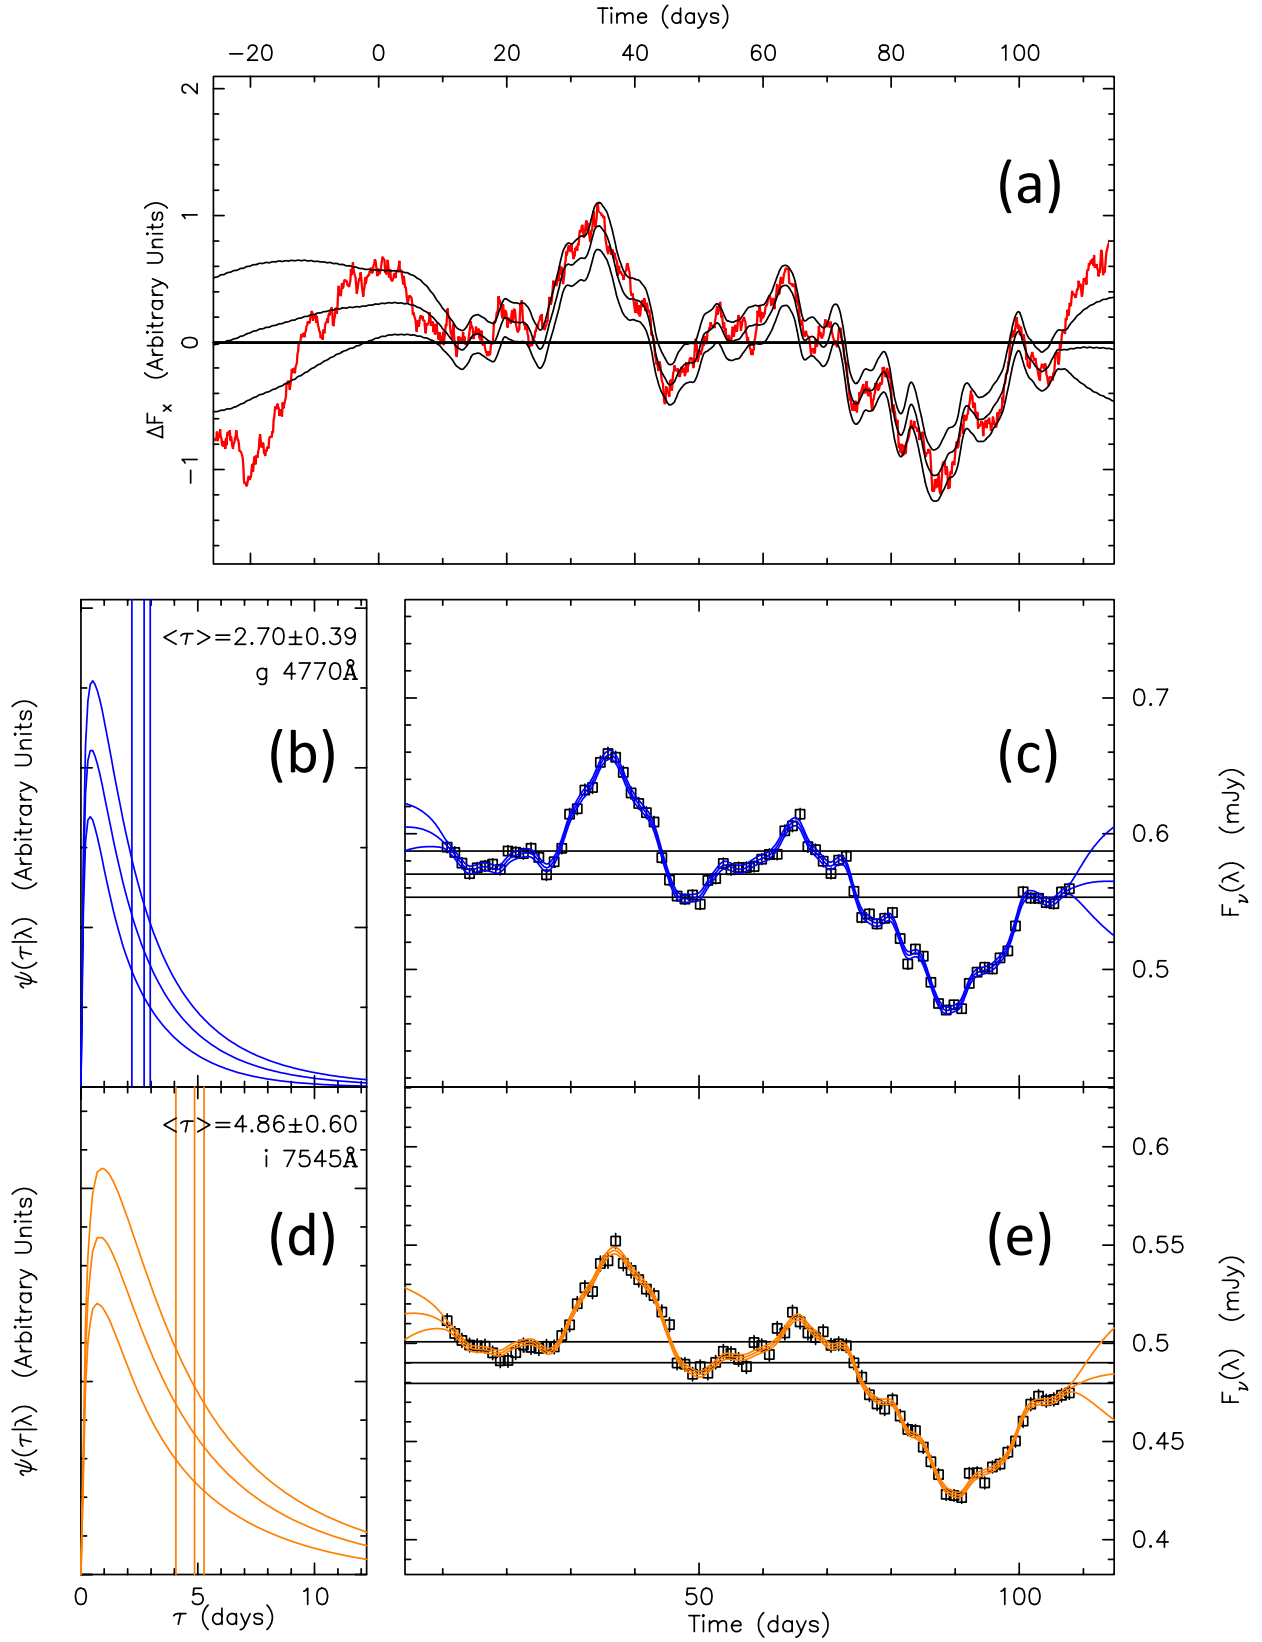 Time (days)
−20 0 20 40 60 80 100
2
1
0
−1
ΔFₓ (Arbitrary Units)
(a)
<τ>=2.70±0.39
g 4770Å
(b)
ψ(τ|λ) (Arbitrary Units)
(c)
0.7
0.6
0.5
F_ν(λ) (mJy)
<τ>=4.86±0.60
i 7545Å
(d)
ψ(τ|λ) (Arbitrary Units)
0 5 10
τ (days)
(e)
0.6
0.55
0.5
0.45
0.4
F_ν(λ) (mJy)
50 100
Time (days)